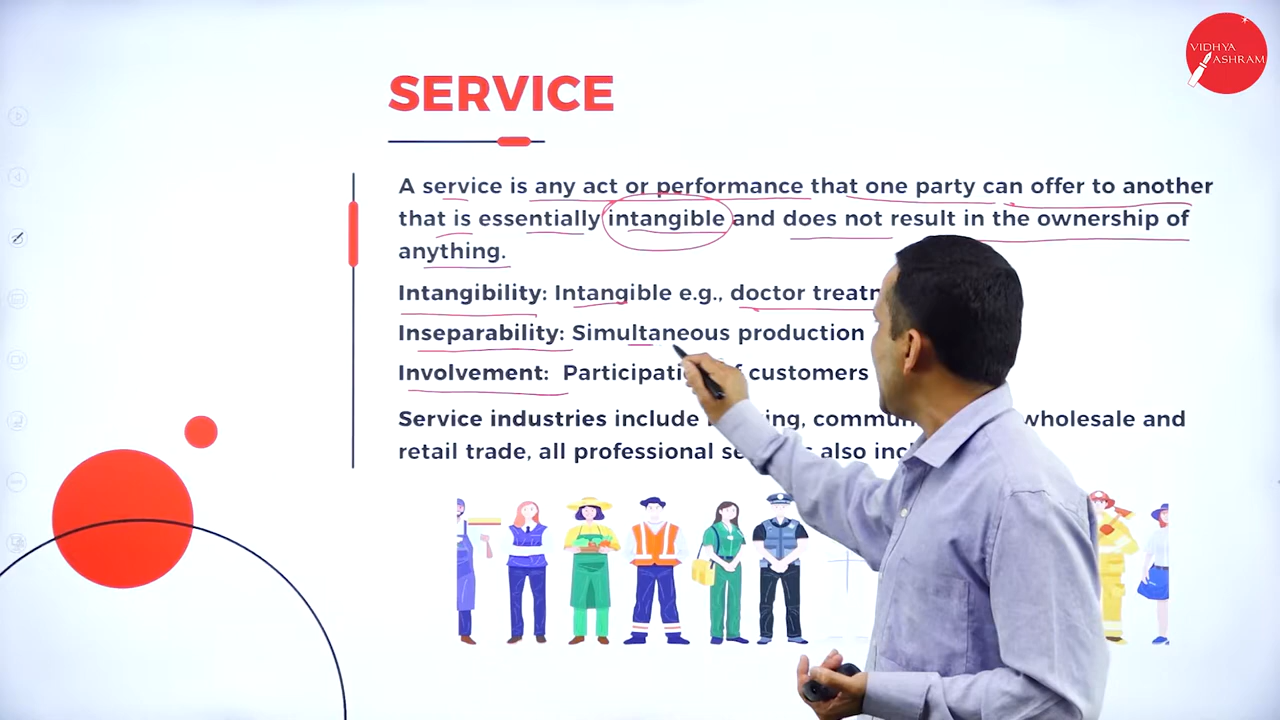 VIDHYA
ASHRAM
SERVICE
A service is any act or performance that one party can offer to another
that is essentially intangible and does not result in the ownership of
anything.
Intangibility: Intangible e.g., doctor
Inseparability: Simultaneous production
Involvement: customers
Service industries include wholesale and
retail trade, all professional also